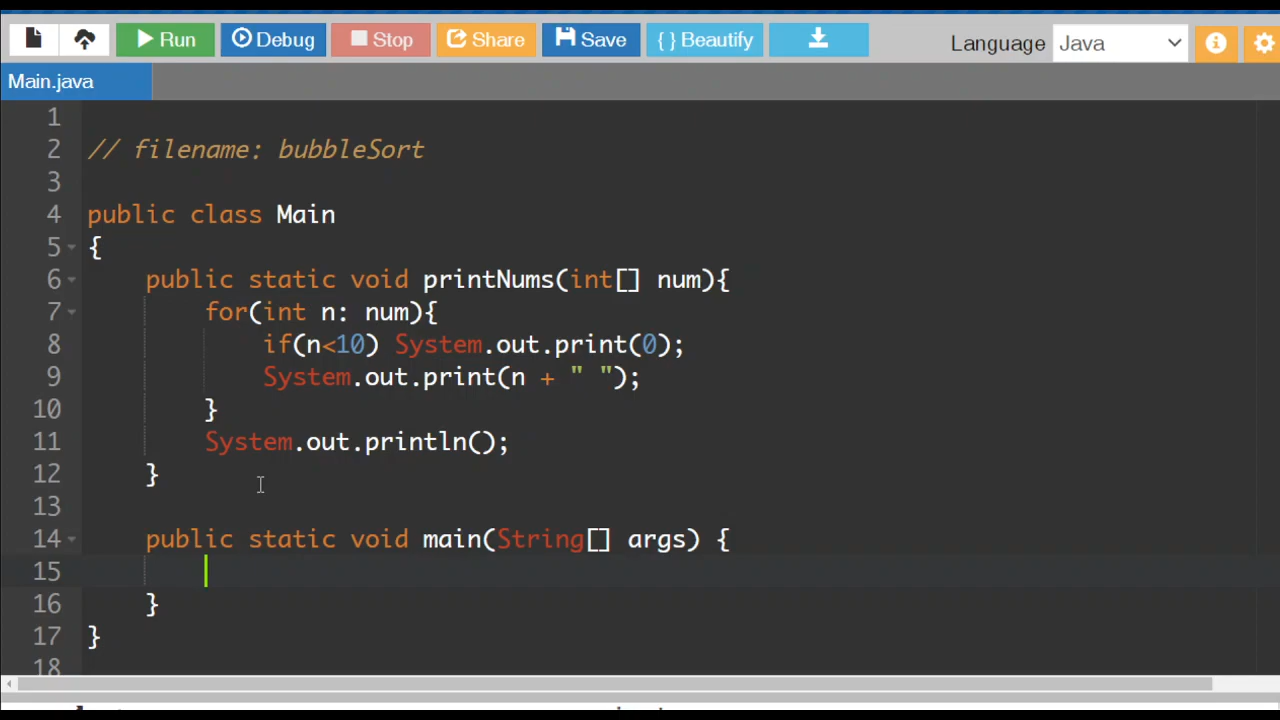 Run Debug Stop Share Save { } Beautify Language Java
Main.java
1
2 // filename: bubbleSort
3
4 public class Main
5 {
6 public static void printNums(int[] num){
7 for(int n: num){
8 if(n<10) System.out.print(0);
9 System.out.print(n + " ");
10 }
11 System.out.println();
12 }
13
14 public static void main(String[] args) {
15
16 }
17 }
18